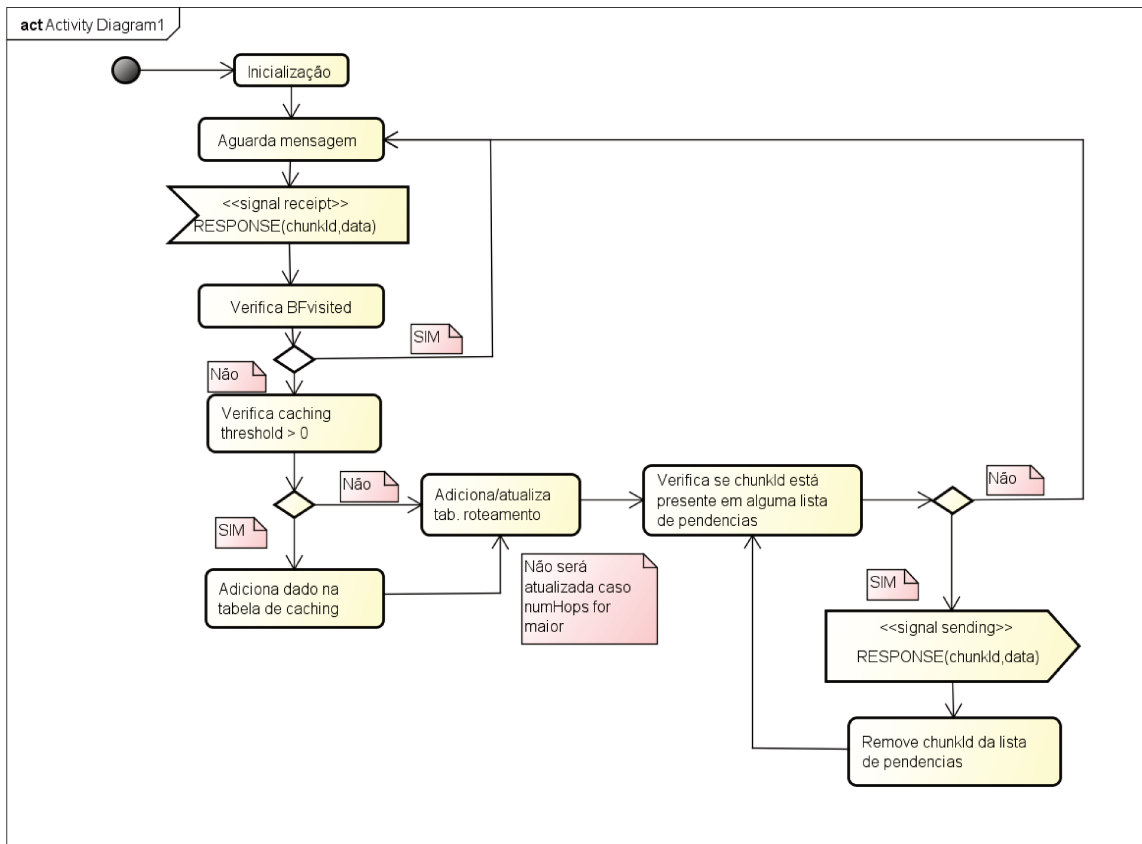 act Activity Diagram1
Inicialização
Aguarda mensagem
<<signal receipt>>
RESPONSE(chunkId,data)
Verifica BFvisited
SIM
Não
Verifica caching
threshold > 0
Não
SIM
Adiciona/atualiza
tab. roteamento
Verifica se chunkId está
presente em alguma lista
de pendencias
Não
Adiciona dado na
tabela de caching
Não será
atualizada caso
numHops for
maior
SIM
<<signal sending>>
RESPONSE(chunkId,data)
Remove chunkId da lista
de pendencias